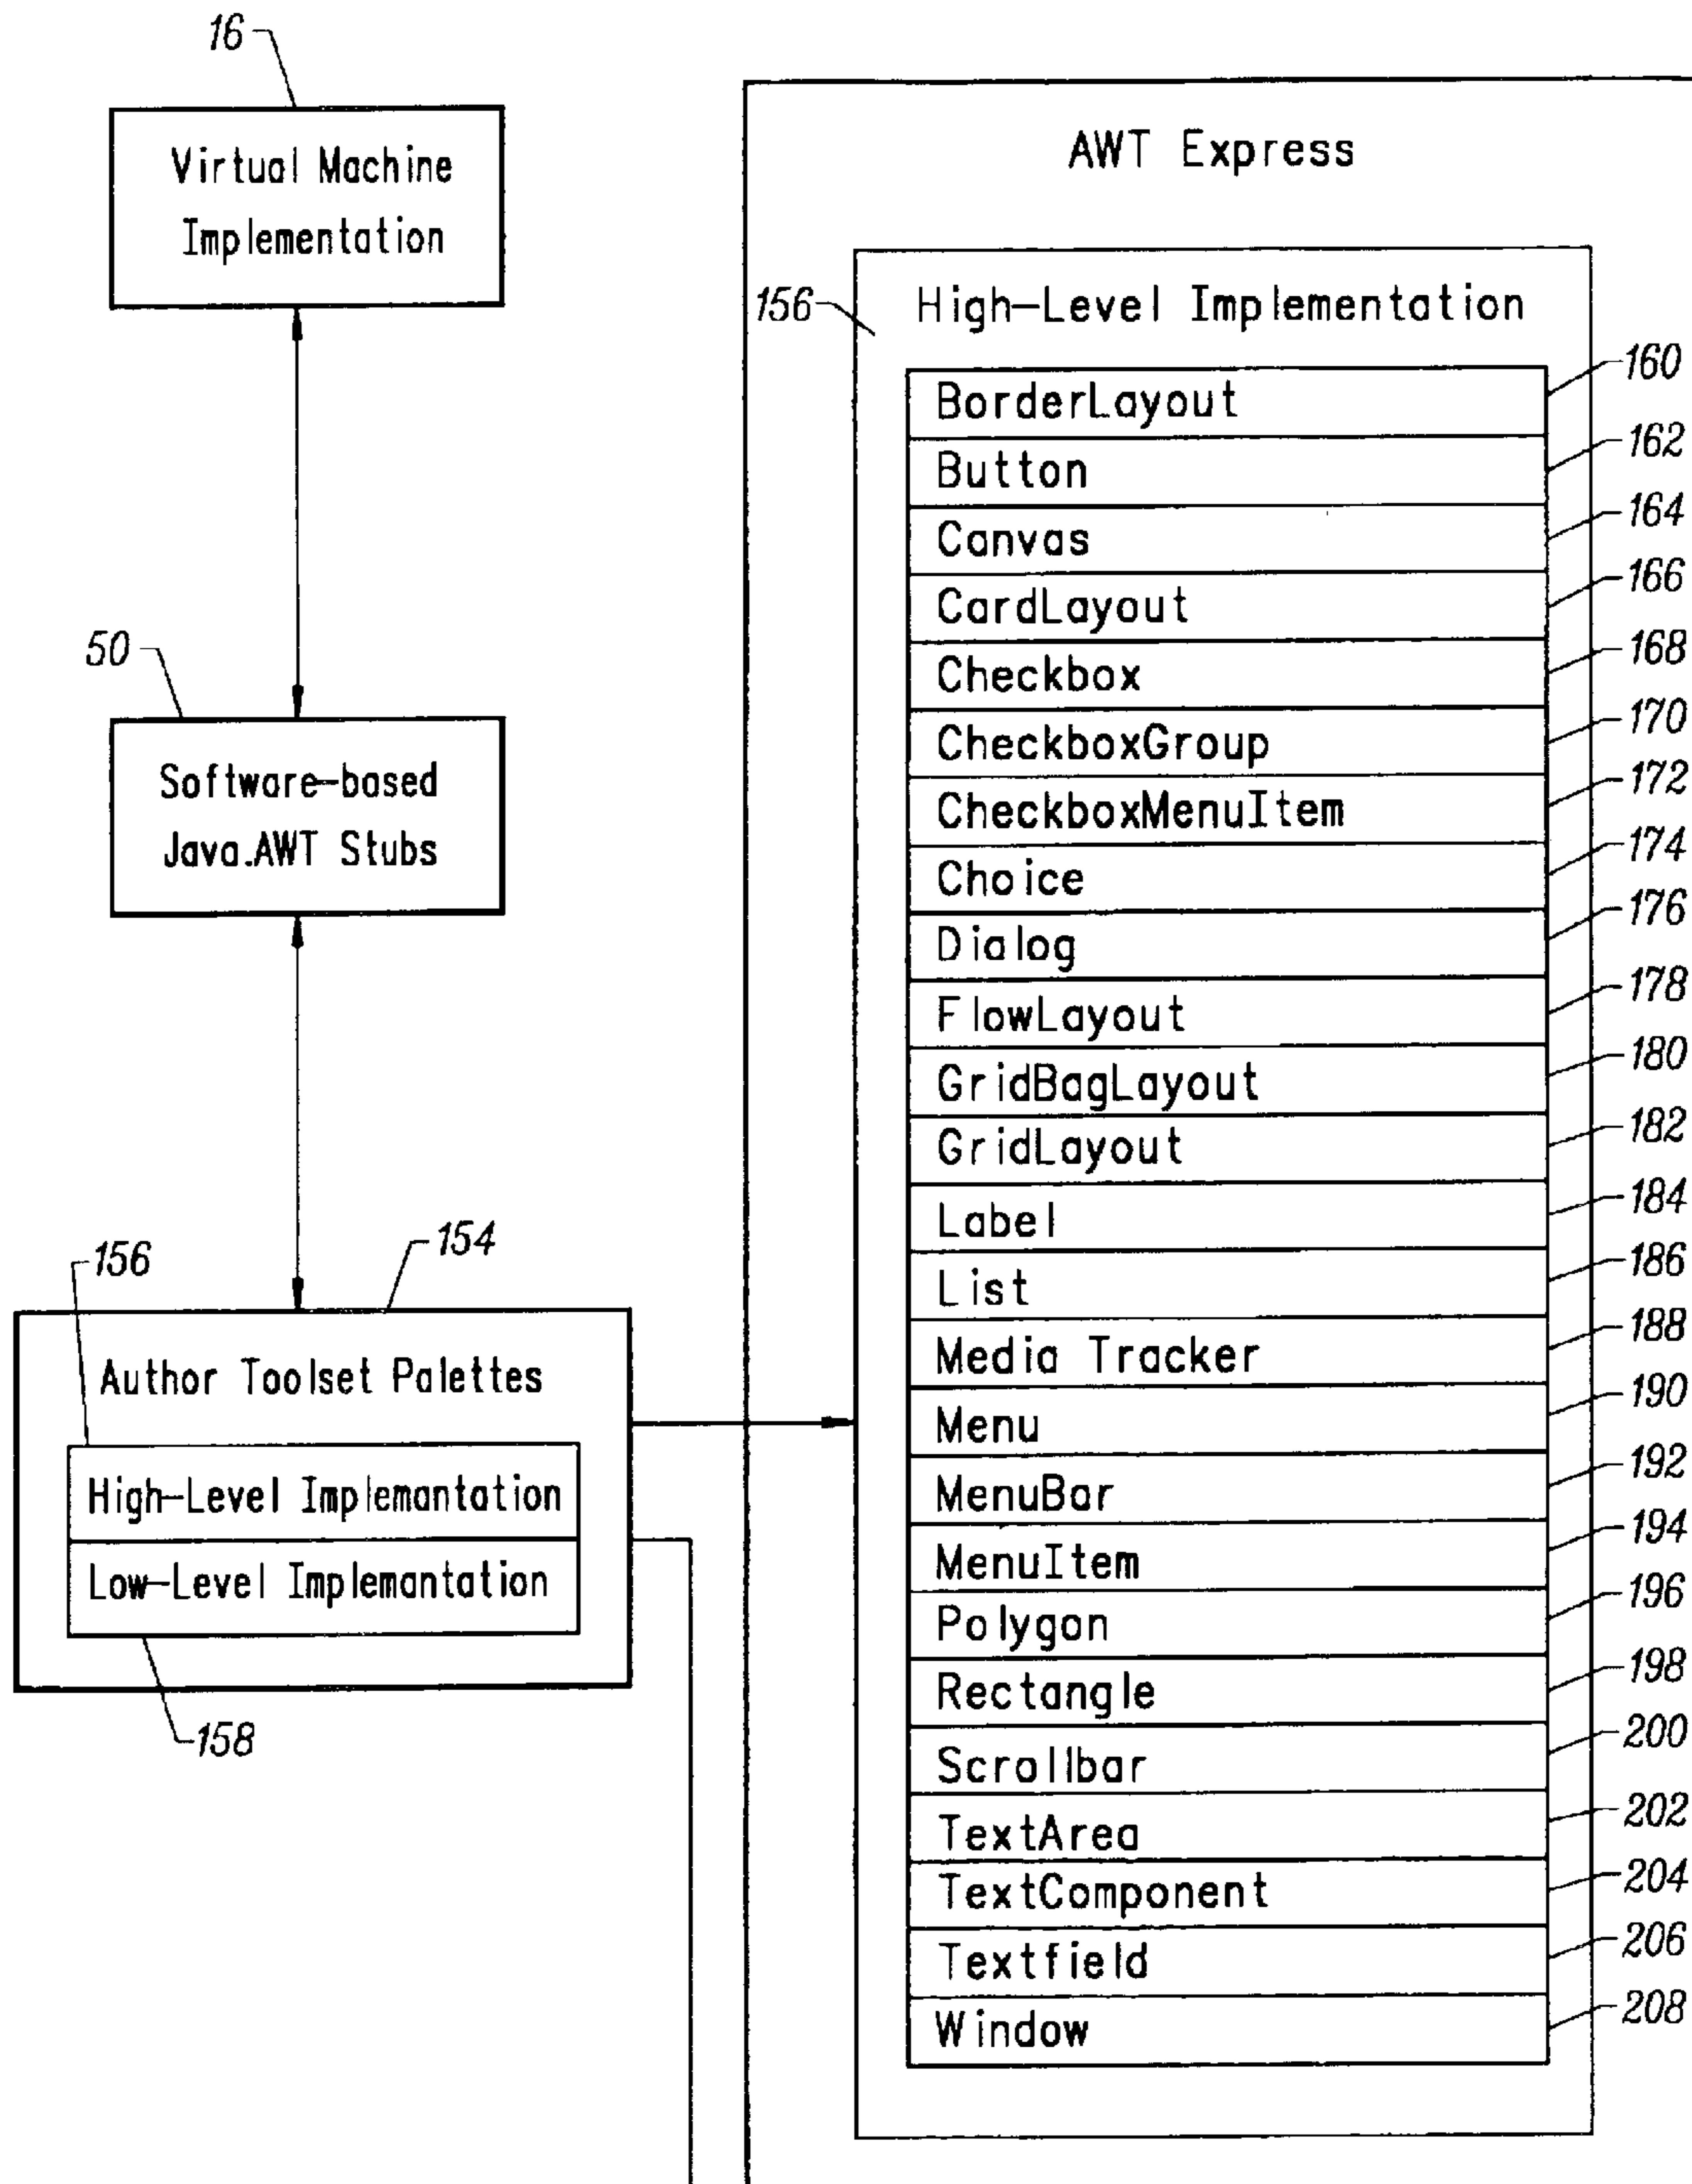 16
Virtual Machine
Implementation
50
Software-based
Java.AWT Stubs
156
154
Author Toolset Palettes
High-Level Implemantation
Low-Level Implemantation
158
AWT Express
156
High-Level Implementation
BorderLayout 160
Button 162
Canvas 164
CardLayout 166
Checkbox 168
CheckboxGroup 170
CheckboxMenuItem 172
Choice 174
Dialog 176
FlowLayout 178
GridBagLayout 180
GridLayout 182
Label 184
List 186
Media Tracker 188
Menu 190
MenuBar 192
MenuItem 194
Polygon 196
Rectangle 198
Scrollbar 200
TextArea 202
TextComponent 204
Textfield 206
Window 208